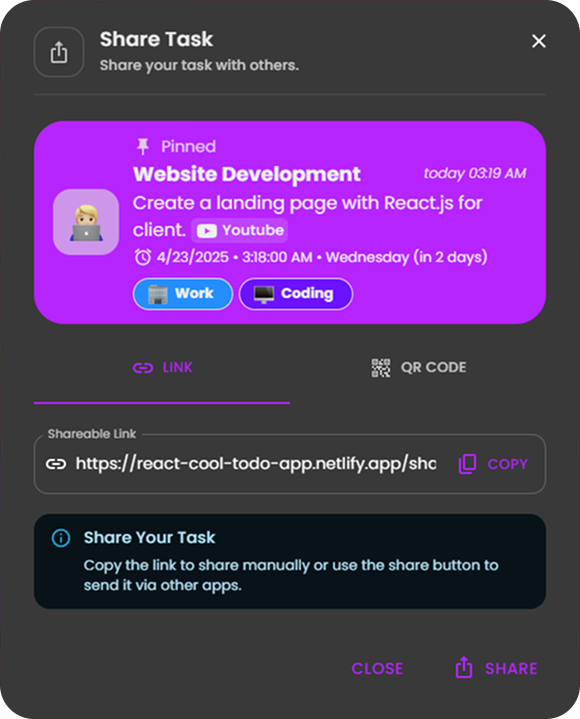 Share Task
Share your task with others.
Pinned
Website Development
today 03:19 AM
Create a landing page with React.js for
client. Youtube
4/23/2025 • 3:18:00 AM • Wednesday (in 2 days)
Work Coding
LINK QR CODE
Shareable Link
https://react-cool-todo-app.netlify.app/sha COPY
Share Your Task
Copy the link to share manually or use the share button to
send it via other apps.
CLOSE SHARE